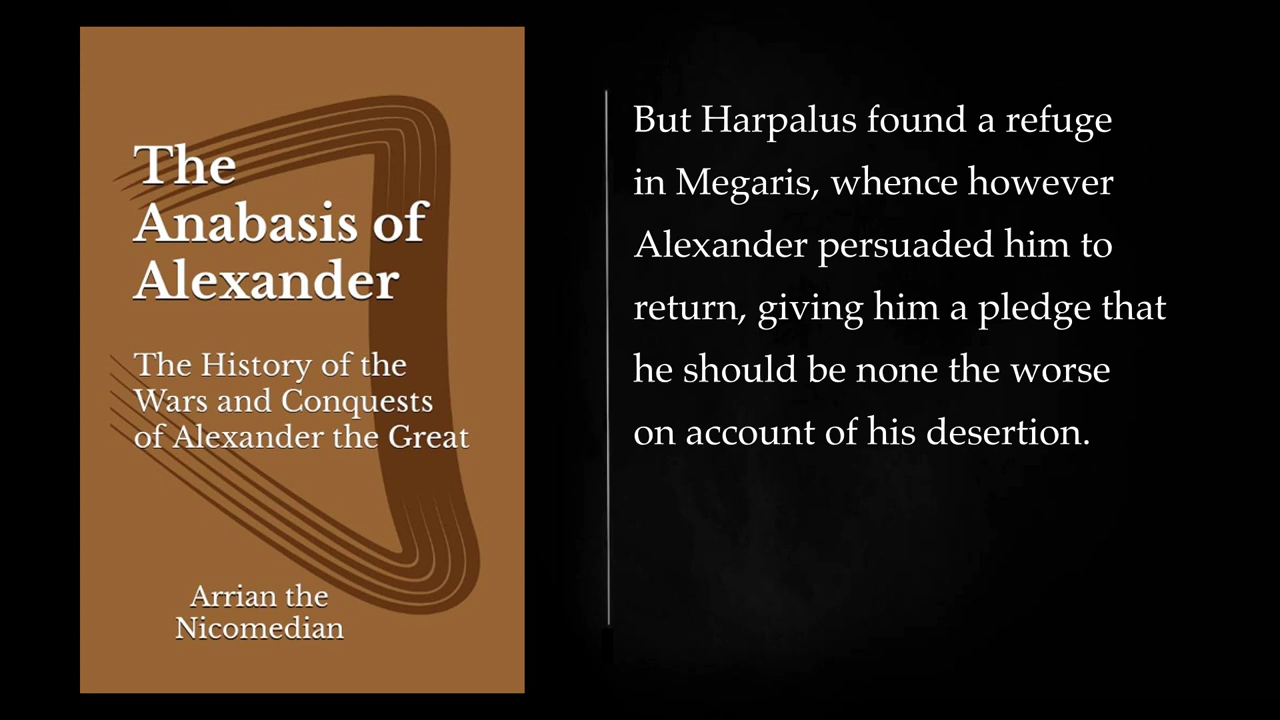 The
Anabasis of
Alexander
The History of the
Wars and Conquests
of Alexander the Great
Arrian the
Nicomedian
But Harpalus found a refuge
in Megaris, whence however
Alexander persuaded him to
return, giving him a pledge that
he should be none the worse
on account of his desertion.